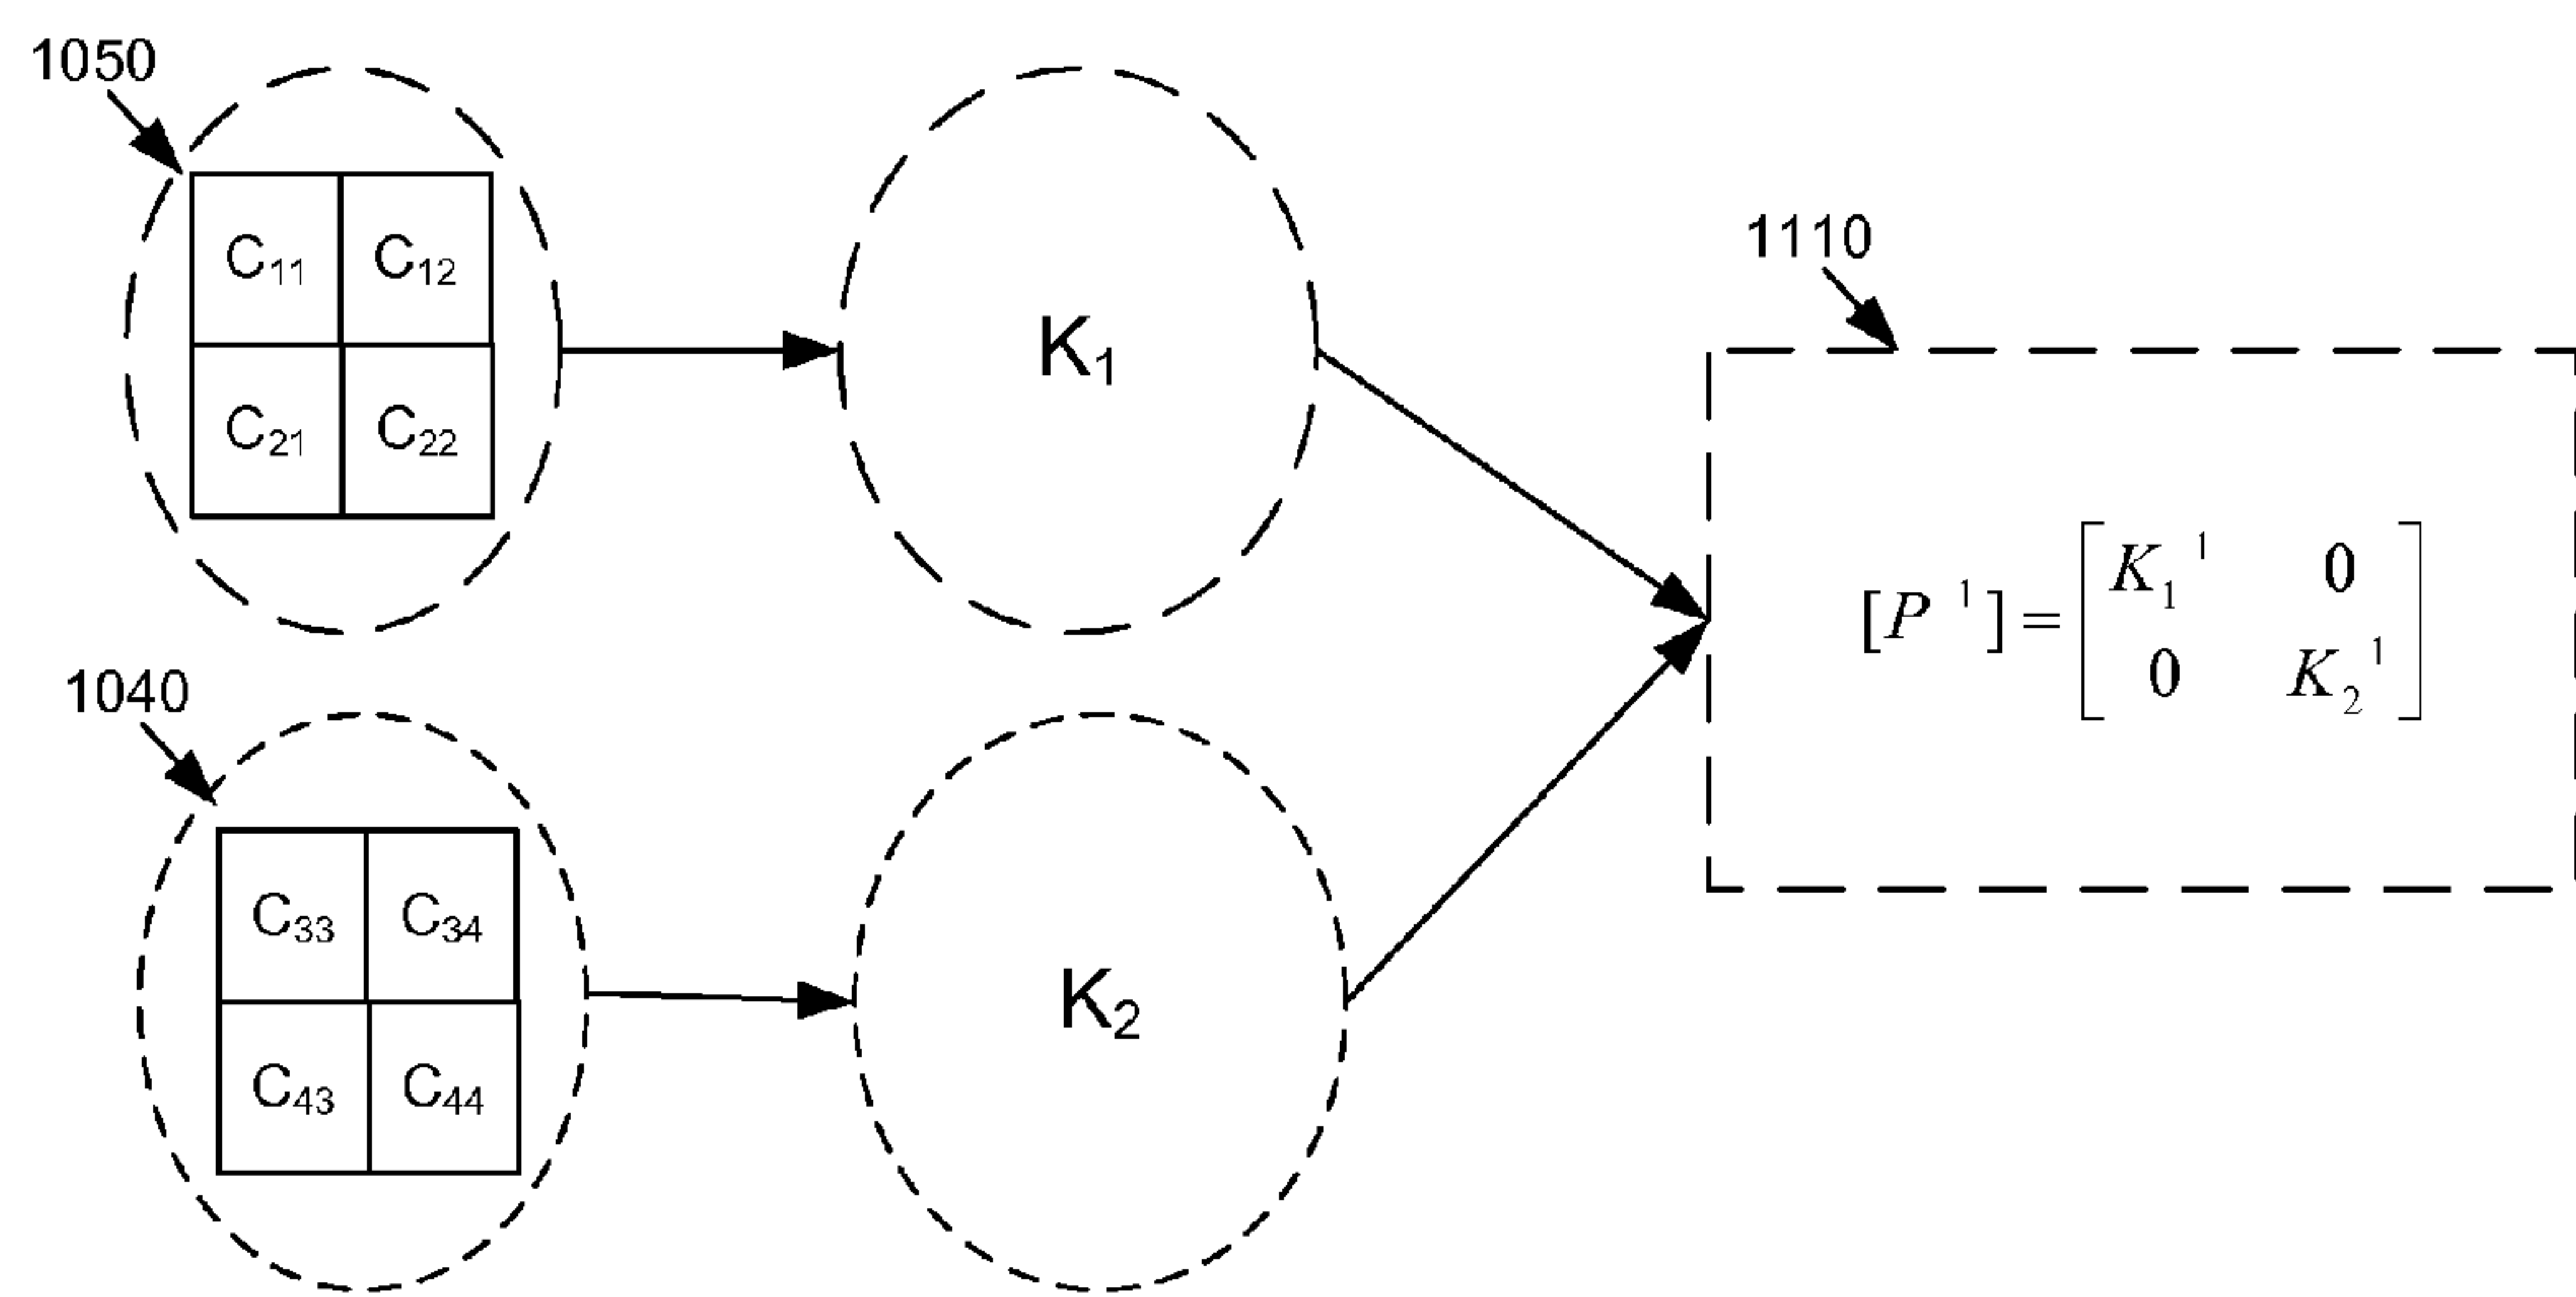 1050
C₁₁ C₁₂
C₂₁ C₂₂
K₁
1110
[P ¹] = [K₁ ¹ 0
0 K₂ ¹]
1040
C₃₃ C₃₄
C₄₃ C₄₄
K₂